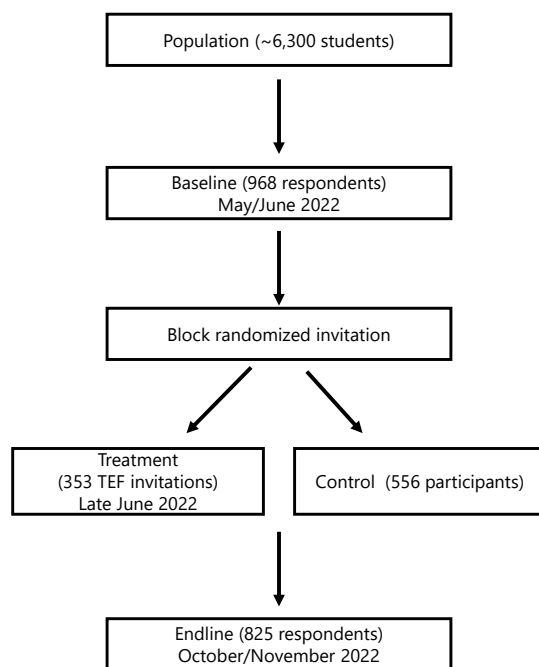 Population (~6,300 students)
Baseline (968 respondents)
May/June 2022
Block randomized invitation
Treatment
(353 TEF invitations)
Late June 2022
Control (556 participants)
Endline (825 respondents)
October/November 2022